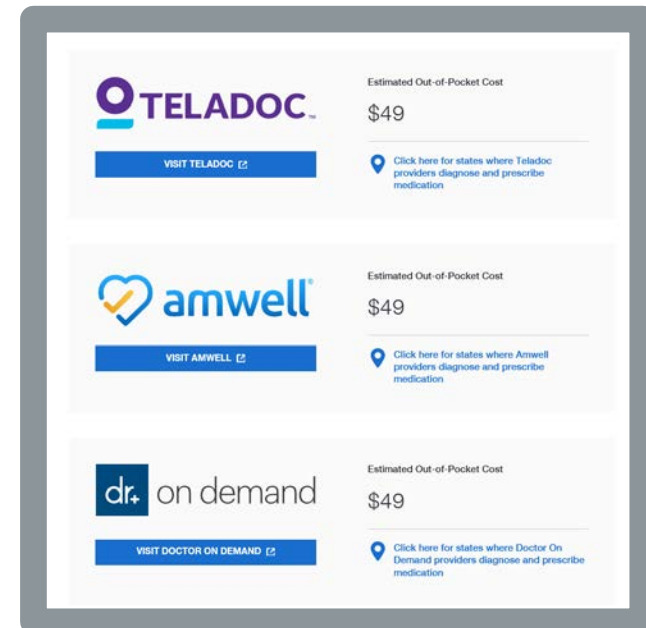 TELADOC™
VISIT TELADOC
Estimated Out-of-Pocket Cost
$49
Click here for states where Teladoc
providers diagnose and prescribe
medication
amwell®
VISIT AMWELL
Estimated Out-of-Pocket Cost
$49
Click here for states where Amwell
providers diagnose and prescribe
medication
dr+ on demand
VISIT DOCTOR ON DEMAND
Estimated Out-of-Pocket Cost
$49
Click here for states where Doctor On
Demand providers diagnose and prescribe
medication